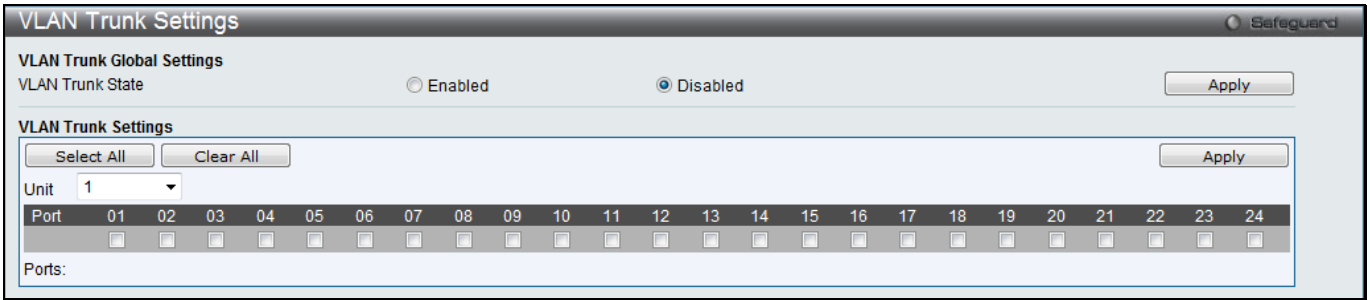 VLAN Trunk Settings Safeguard
VLAN Trunk Global Settings
VLAN Trunk State Enabled Disabled Apply
VLAN Trunk Settings
Select All Clear All Apply
Unit 1
Port 01 02 03 04 05 06 07 08 09 10 11 12 13 14 15 16 17 18 19 20 21 22 23 24
Ports: